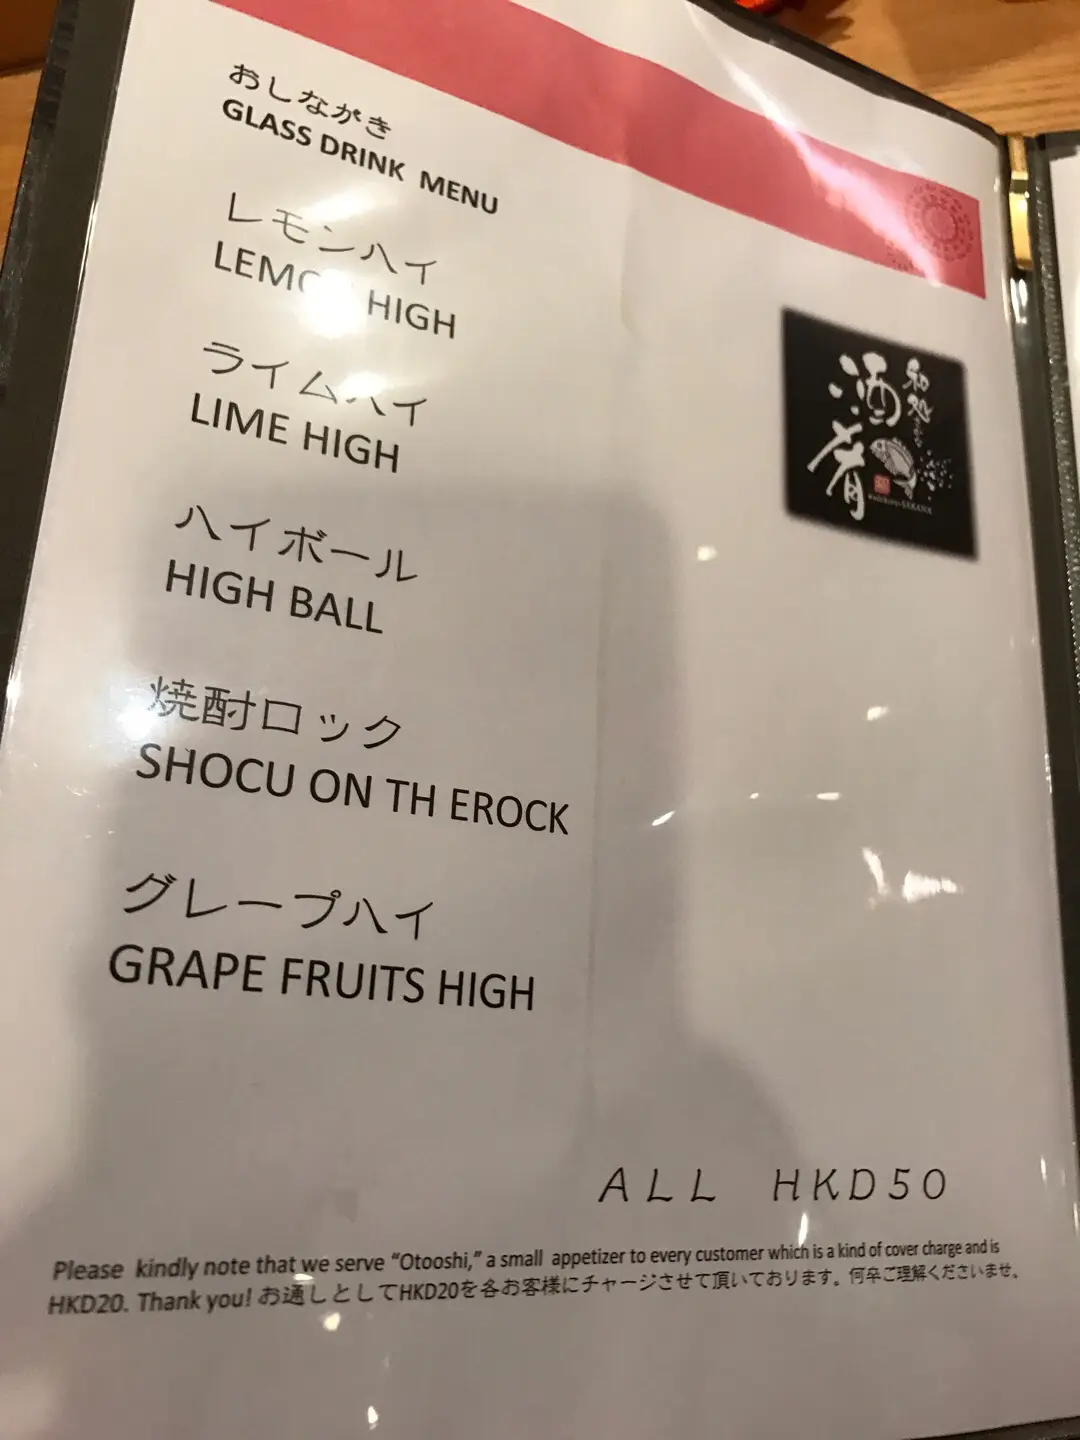 おしながき
GLASS DRINK MENU
レモンハイ
HIGH
ライムハイ
LIME HIGH
ハイボール
HIGH BALL
焼酎ロック
SHOCU ON TH EROCK
グレープハイ
GRAPE FRUITS HIGH
和処
酒肴
ALL HKD50
Please kindly note that we serve “Otooshi,” a small appetizer to every customer which is a kind of cover charge and is
HKD20. Thank you! お通しとしてHKD20を各お客様にチャージさせて頂いております。何卒ご理解くださいませ。